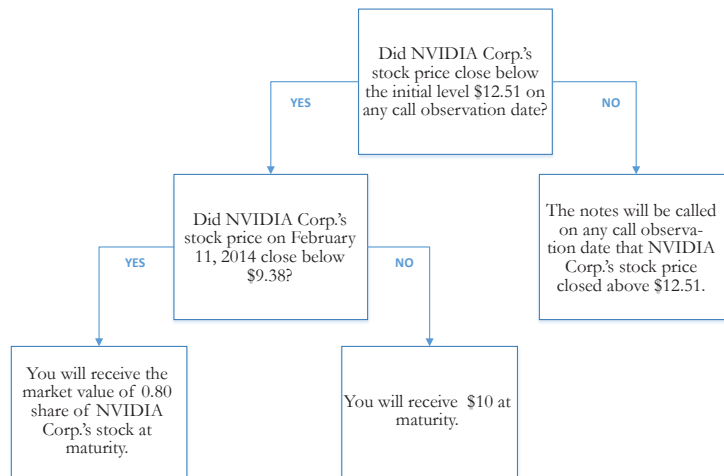 Did NVIDIA Corp.'s
stock price close below
the initial level $12.51 on
any call observation date?
YES
NO
Did NVIDIA Corp.'s
stock price on February
11, 2014 close below
$9.38?
The notes will be called
on any call observa-
tion date that NVIDIA
Corp.'s stock price
closed above $12.51.
YES
NO
You will receive the
market value of 0.80
share of NVIDIA
Corp.'s stock at
maturity.
You will receive $10 at
maturity.